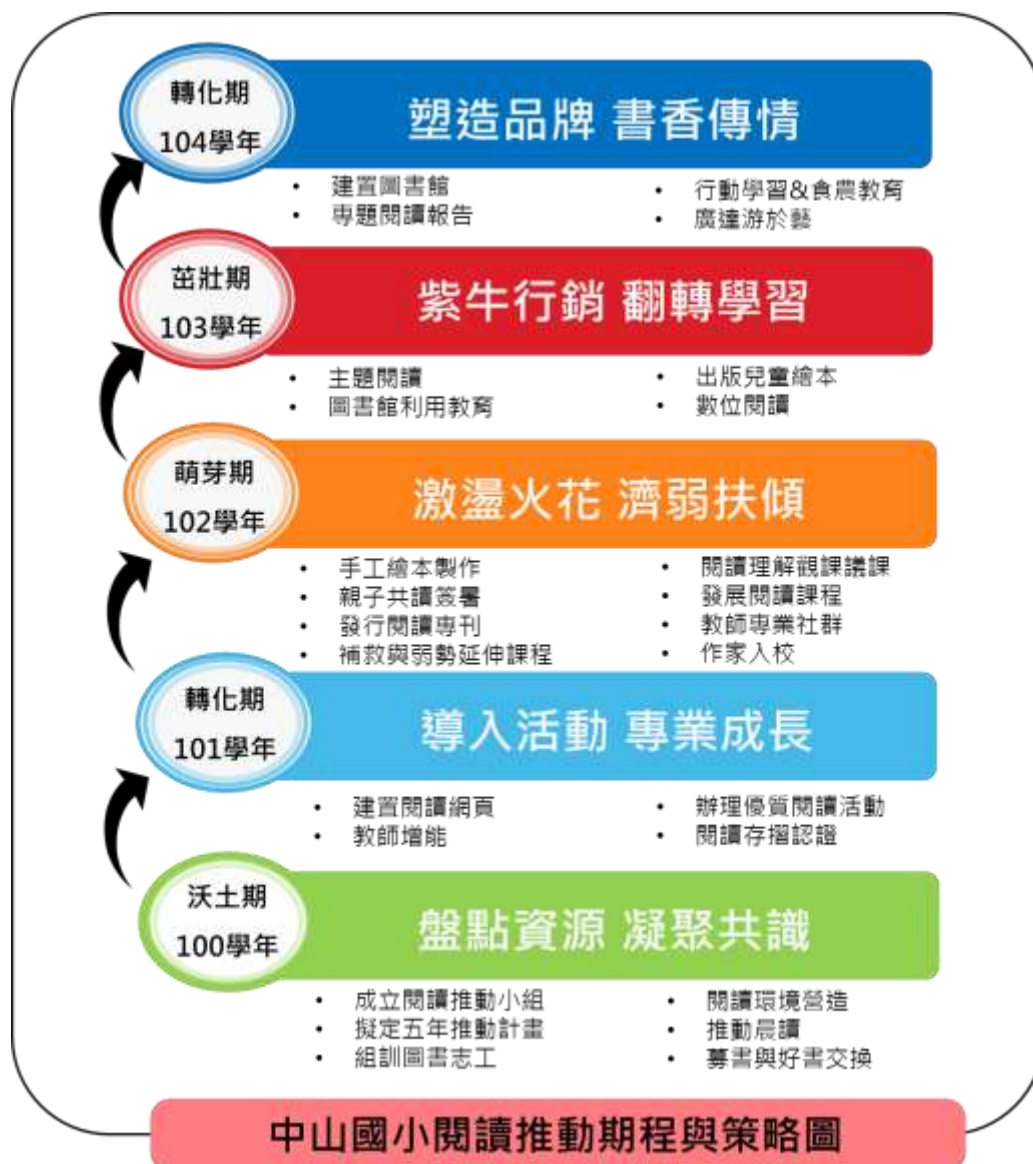 轉化期
104學年
塑造品牌 書香傳情
• 建置圖書館
• 專題閱讀報告
• 行動學習&食農教育
• 廣達游於藝
茁壯期
103學年
紫牛行銷 翻轉學習
• 主題閱讀
• 圖書館利用教育
• 出版兒童繪本
• 數位閱讀
萌芽期
102學年
激盪火花 濟弱扶傾
• 手工繪本製作
• 親子共讀簽署
• 發行閱讀專刊
• 補救與弱勢延伸課程
• 閱讀理解觀課議課
• 發展閱讀課程
• 教師專業社群
• 作家入校
轉化期
101學年
導入活動 專業成長
• 建置閱讀網頁
• 教師增能
• 辦理優質閱讀活動
• 閱讀存摺認證
沃土期
100學年
盤點資源 凝聚共識
• 成立閱讀推動小組
• 擬定五年推動計畫
• 組訓圖書志工
• 閱讀環境營造
• 推動晨讀
• 募書與好書交換
中山國小閱讀推動期程與策略圖